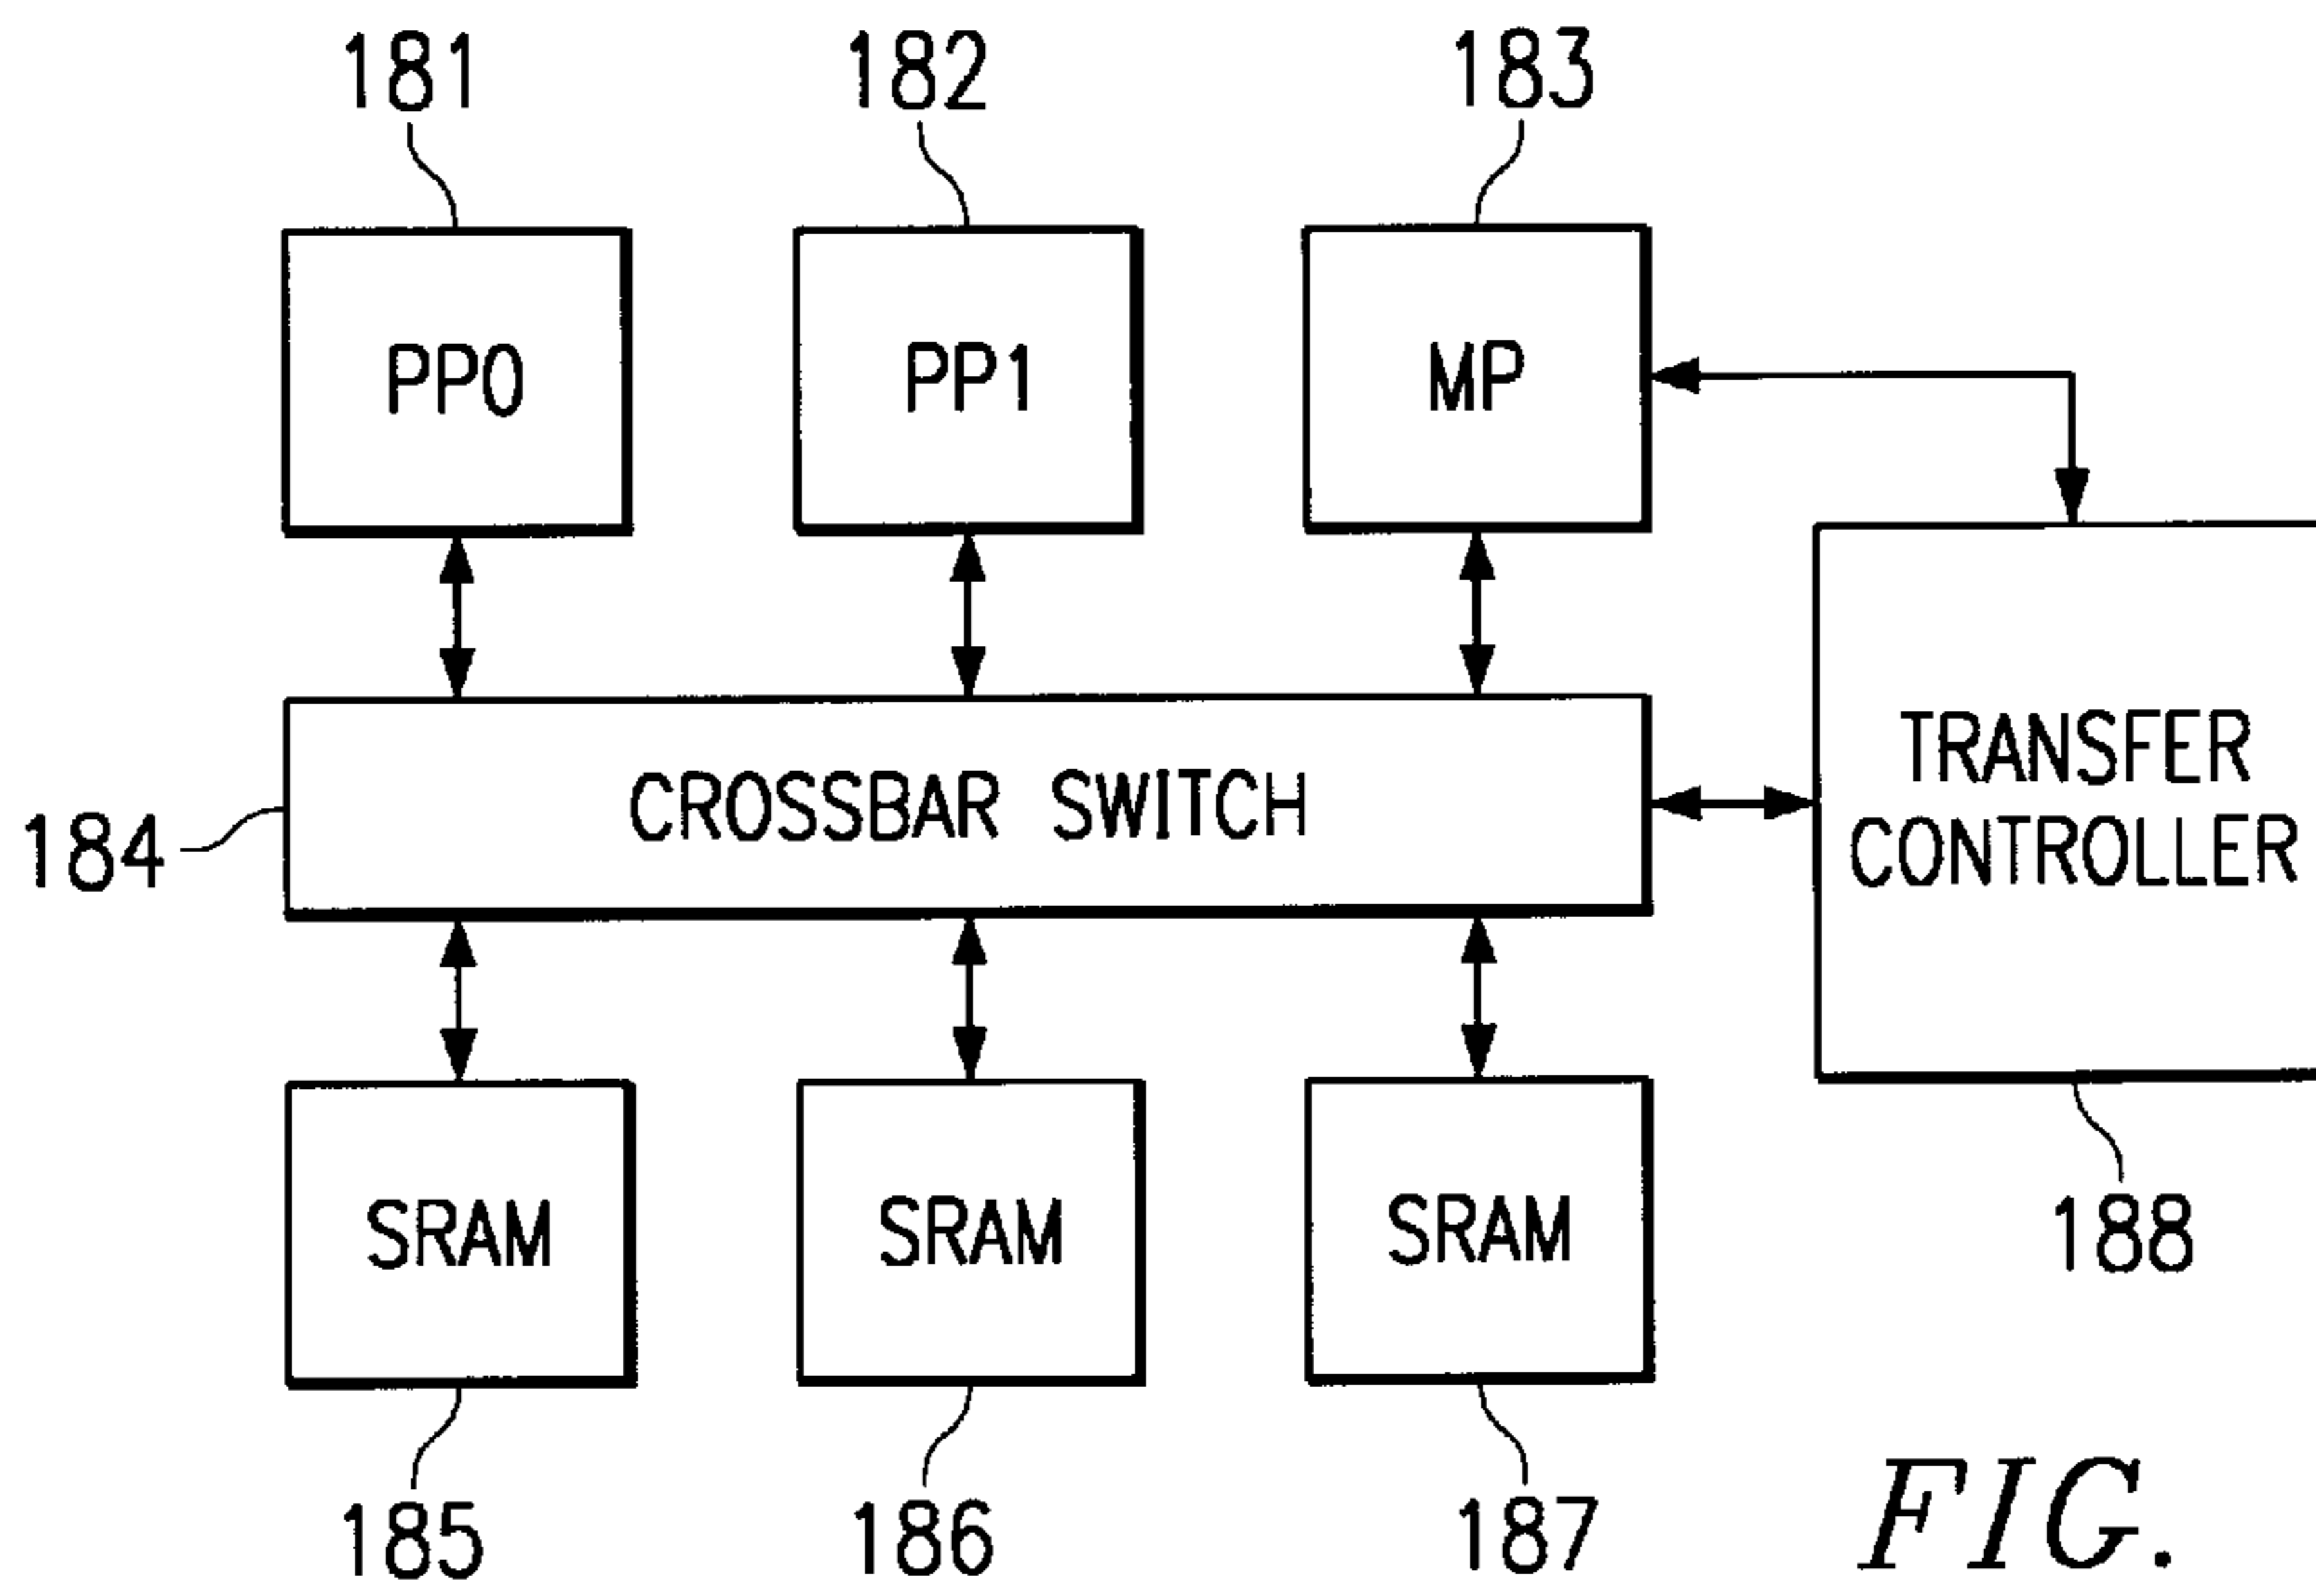 181
182
183
PP0
PP1
MP
CROSSBAR SWITCH
TRANSFER
CONTROLLER
184
SRAM
SRAM
SRAM
188
185
186
187
FIG.